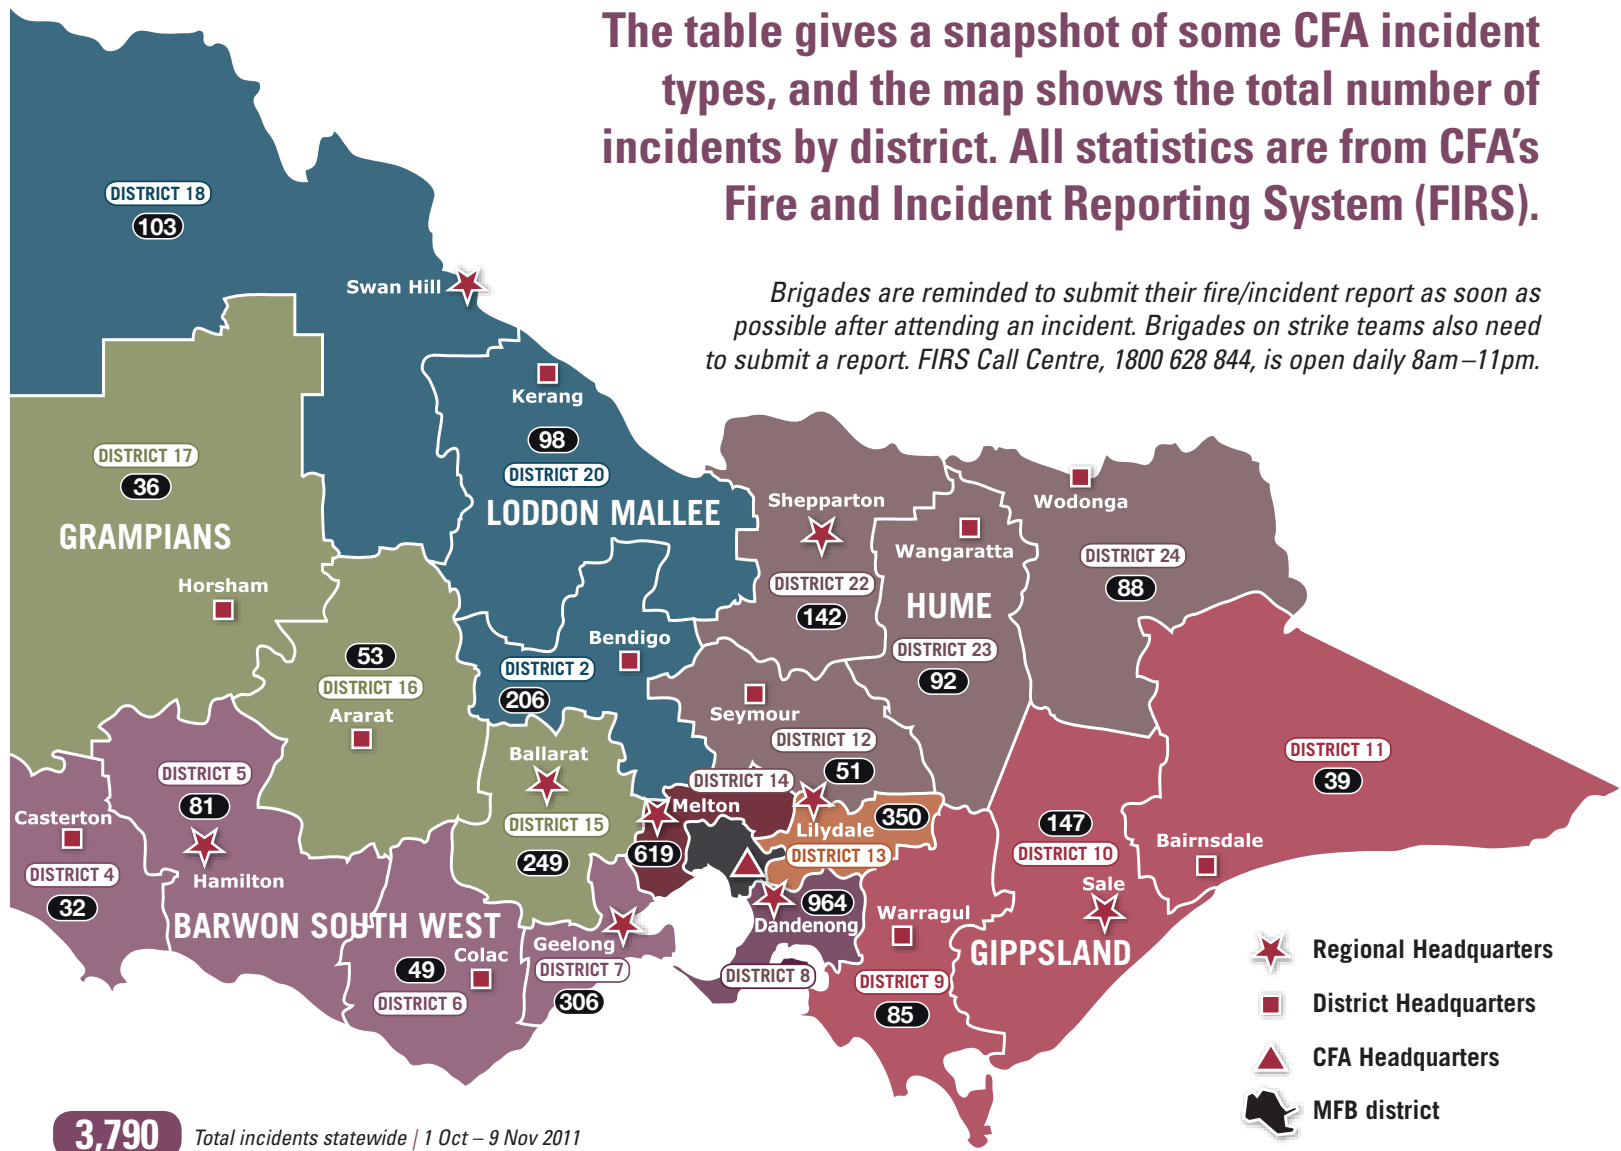 The table gives a snapshot of some CFA incident
types, and the map shows the total number of
incidents by district. All statistics are from CFA’s
Fire and Incident Reporting System (FIRS).
Brigades are reminded to submit their fire/incident report as soon as
possible after attending an incident. Brigades on strike teams also need
to submit a report. FIRS Call Centre, 1800 628 844, is open daily 8am–11pm.
DISTRICT 18
103
Swan Hill
Kerang
98
DISTRICT 20
LODDON MALLEE
DISTRICT 17
36
GRAMPIANS
Horsham
53
DISTRICT 16
Ararat
Bendigo
DISTRICT 2
206
Shepparton
DISTRICT 22
142
Wangaratta
HUME
DISTRICT 23
92
Wodonga
DISTRICT 24
88
Seymour
DISTRICT 12
51
DISTRICT 11
39
Bairnsdale
147
DISTRICT 10
Sale
GIPPSLAND
Ballarat
DISTRICT 15
249
DISTRICT 14
Melton
619
Lilydale
350
DISTRICT 13
964
Dandenong
DISTRICT 8
Warragul
DISTRICT 9
85
DISTRICT 5
81
Hamilton
Casterton
DISTRICT 4
32
BARWON SOUTH WEST
49
DISTRICT 6
Colac
Geelong
DISTRICT 7
306
Regional Headquarters
District Headquarters
CFA Headquarters
MFB district
3,790
Total incidents statewide | 1 Oct – 9 Nov 2011